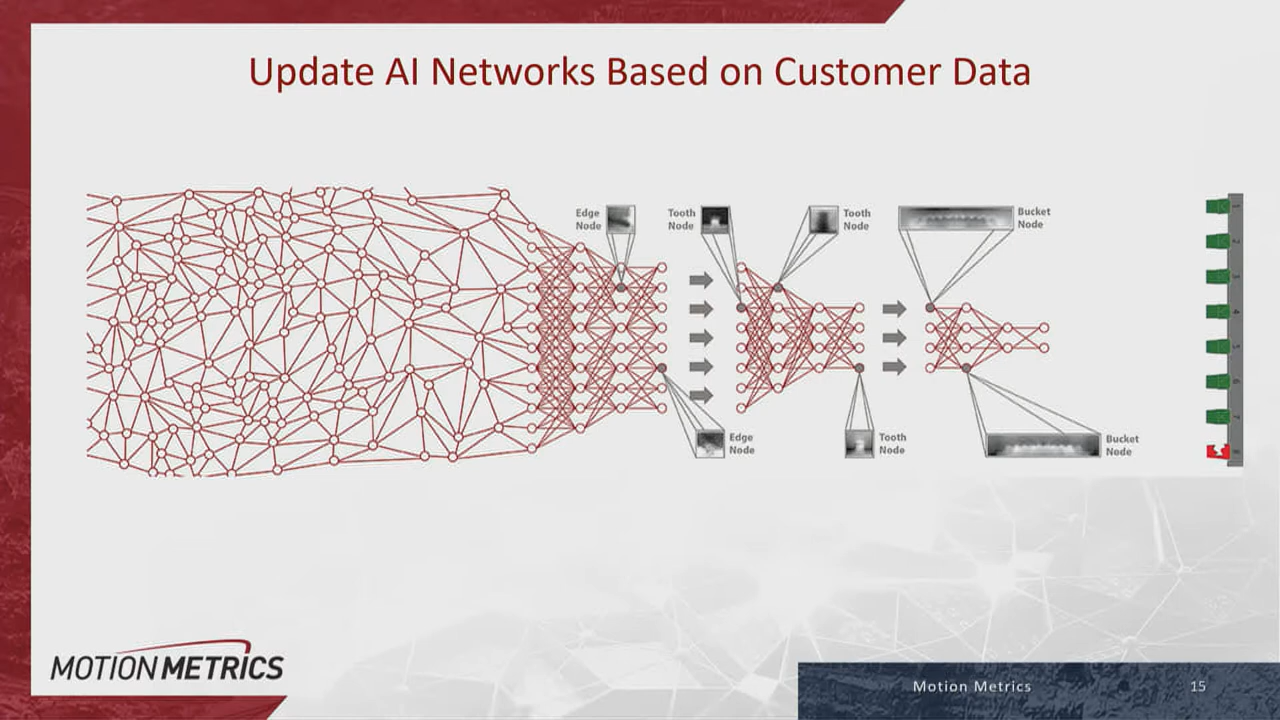 Update AI Networks Based on Customer Data
Edge
Node
Tooth
Node
Tooth
Node
Bucket
Node
1
2
3
4
5
6
7
8
Edge
Node
Tooth
Node
Bucket
Node
MOTION METRICS
Motion Metrics
15